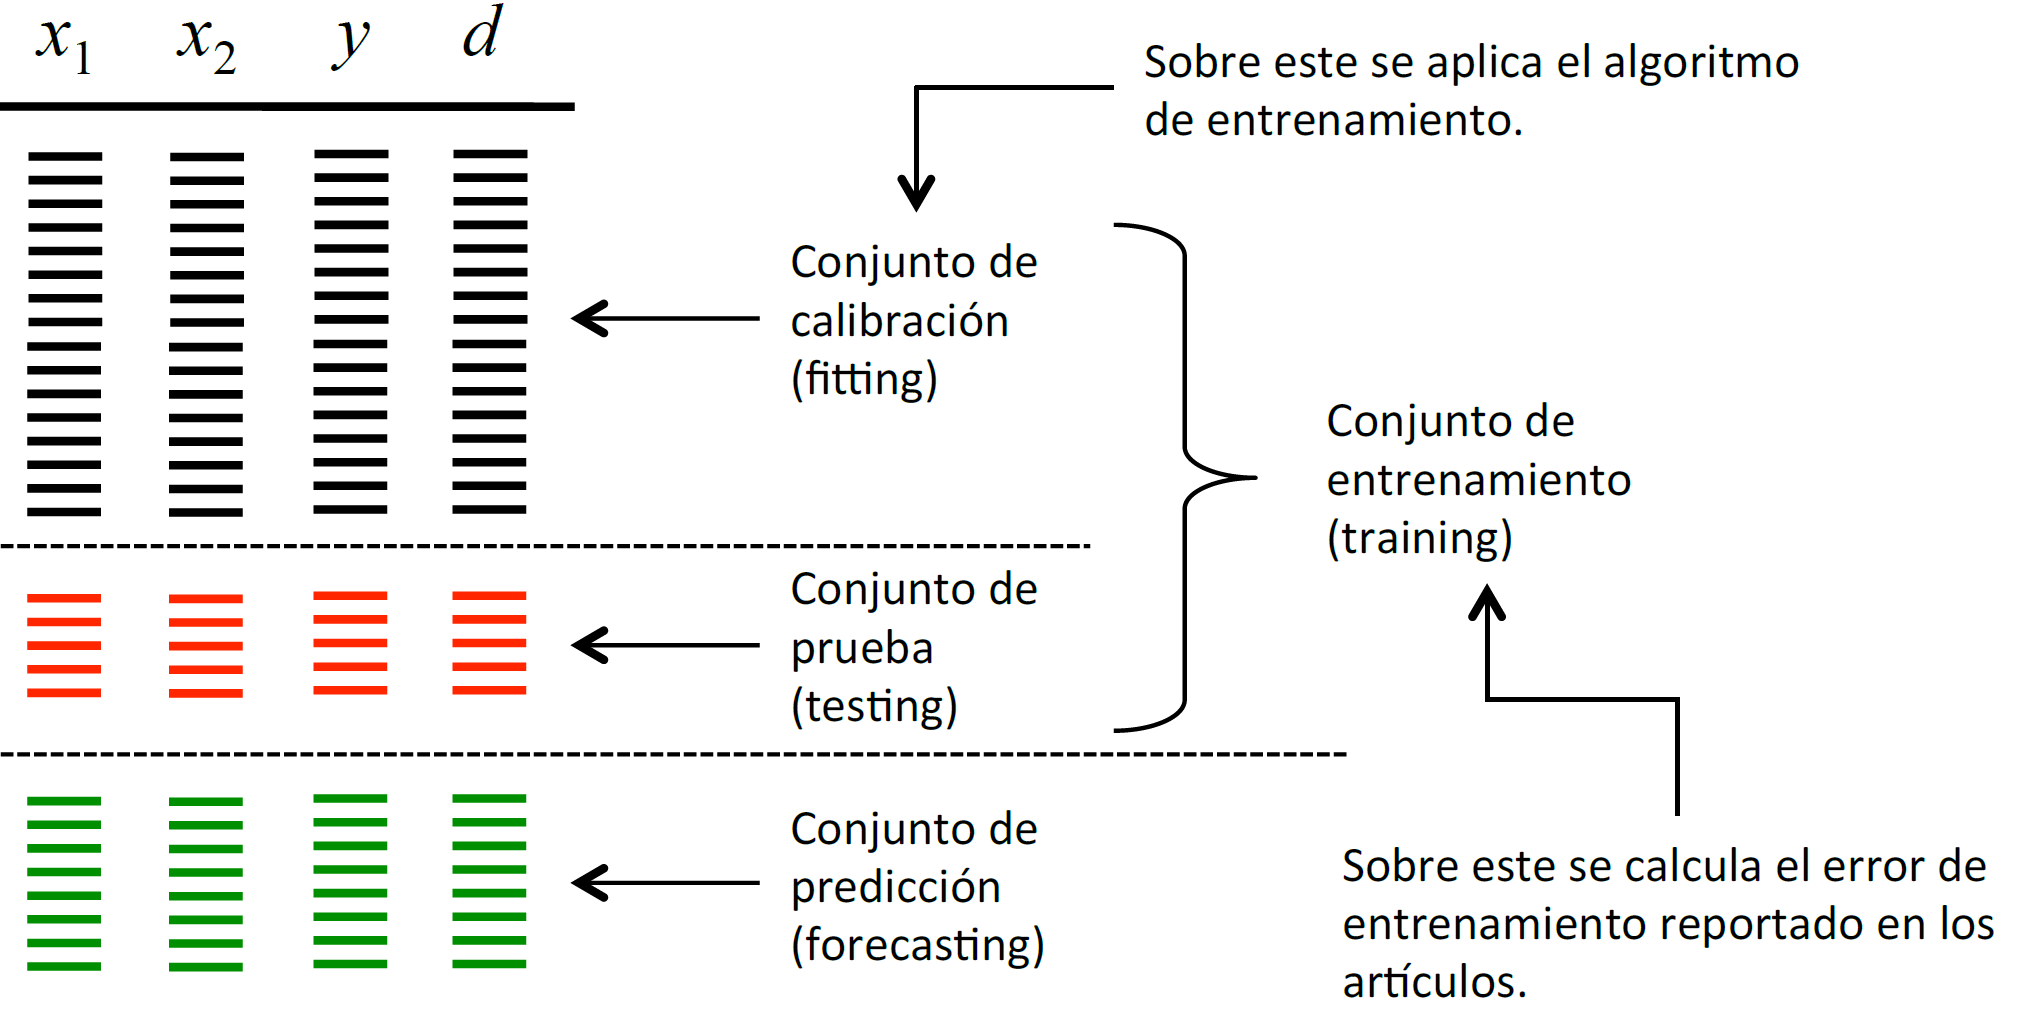 x₁ x₂ y d
Sobre este se aplica el algoritmo
de entrenamiento.
Conjunto de
calibración
(fitting)
Conjunto de
entrenamiento
(training)
Conjunto de
prueba
(testing)
Conjunto de
predicción
(forecasting)
Sobre este se calcula el error de
entrenamiento reportado en los
artículos.